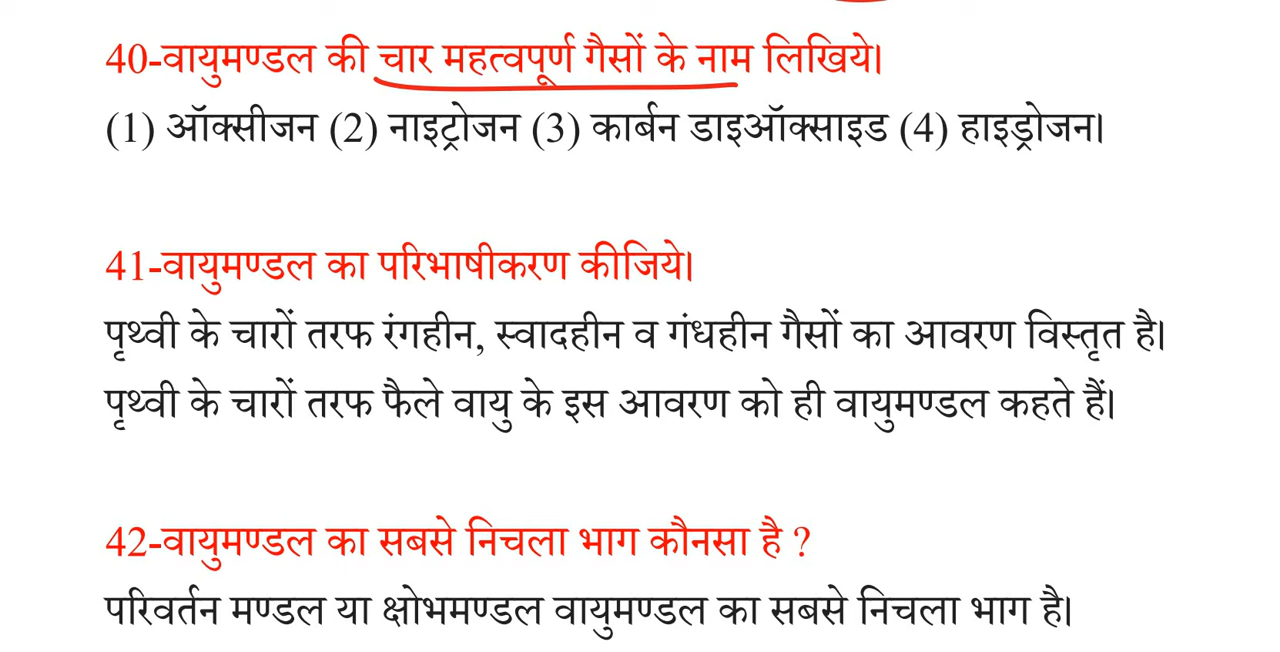 40-वायुमण्डल की चार महत्वपूर्ण गैसों के नाम लिखिये।
(1) ऑक्सीजन (2) नाइट्रोजन (3) कार्बन डाइऑक्साइड (4) हाइड्रोजन।
41-वायुमण्डल का परिभाषीकरण कीजिये।
पृथ्वी के चारों तरफ रंगहीन, स्वादहीन व गंधहीन गैसों का आवरण विस्तृत है।
पृथ्वी के चारों तरफ फैले वायु के इस आवरण को ही वायुमण्डल कहते हैं।
42-वायुमण्डल का सबसे निचला भाग कौनसा है ?
परिवर्तन मण्डल या क्षोभमण्डल वायुमण्डल का सबसे निचला भाग है।